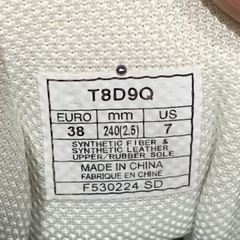 T8D9Q
EURO mm US
38 240(2.5) 7
SYNTHETIC FIBER &
SYNTHETIC LEATHER
UPPER/RUBBER SOLE
MADE IN CHINA
FABRIQUE EN CHINE
F530224 SD